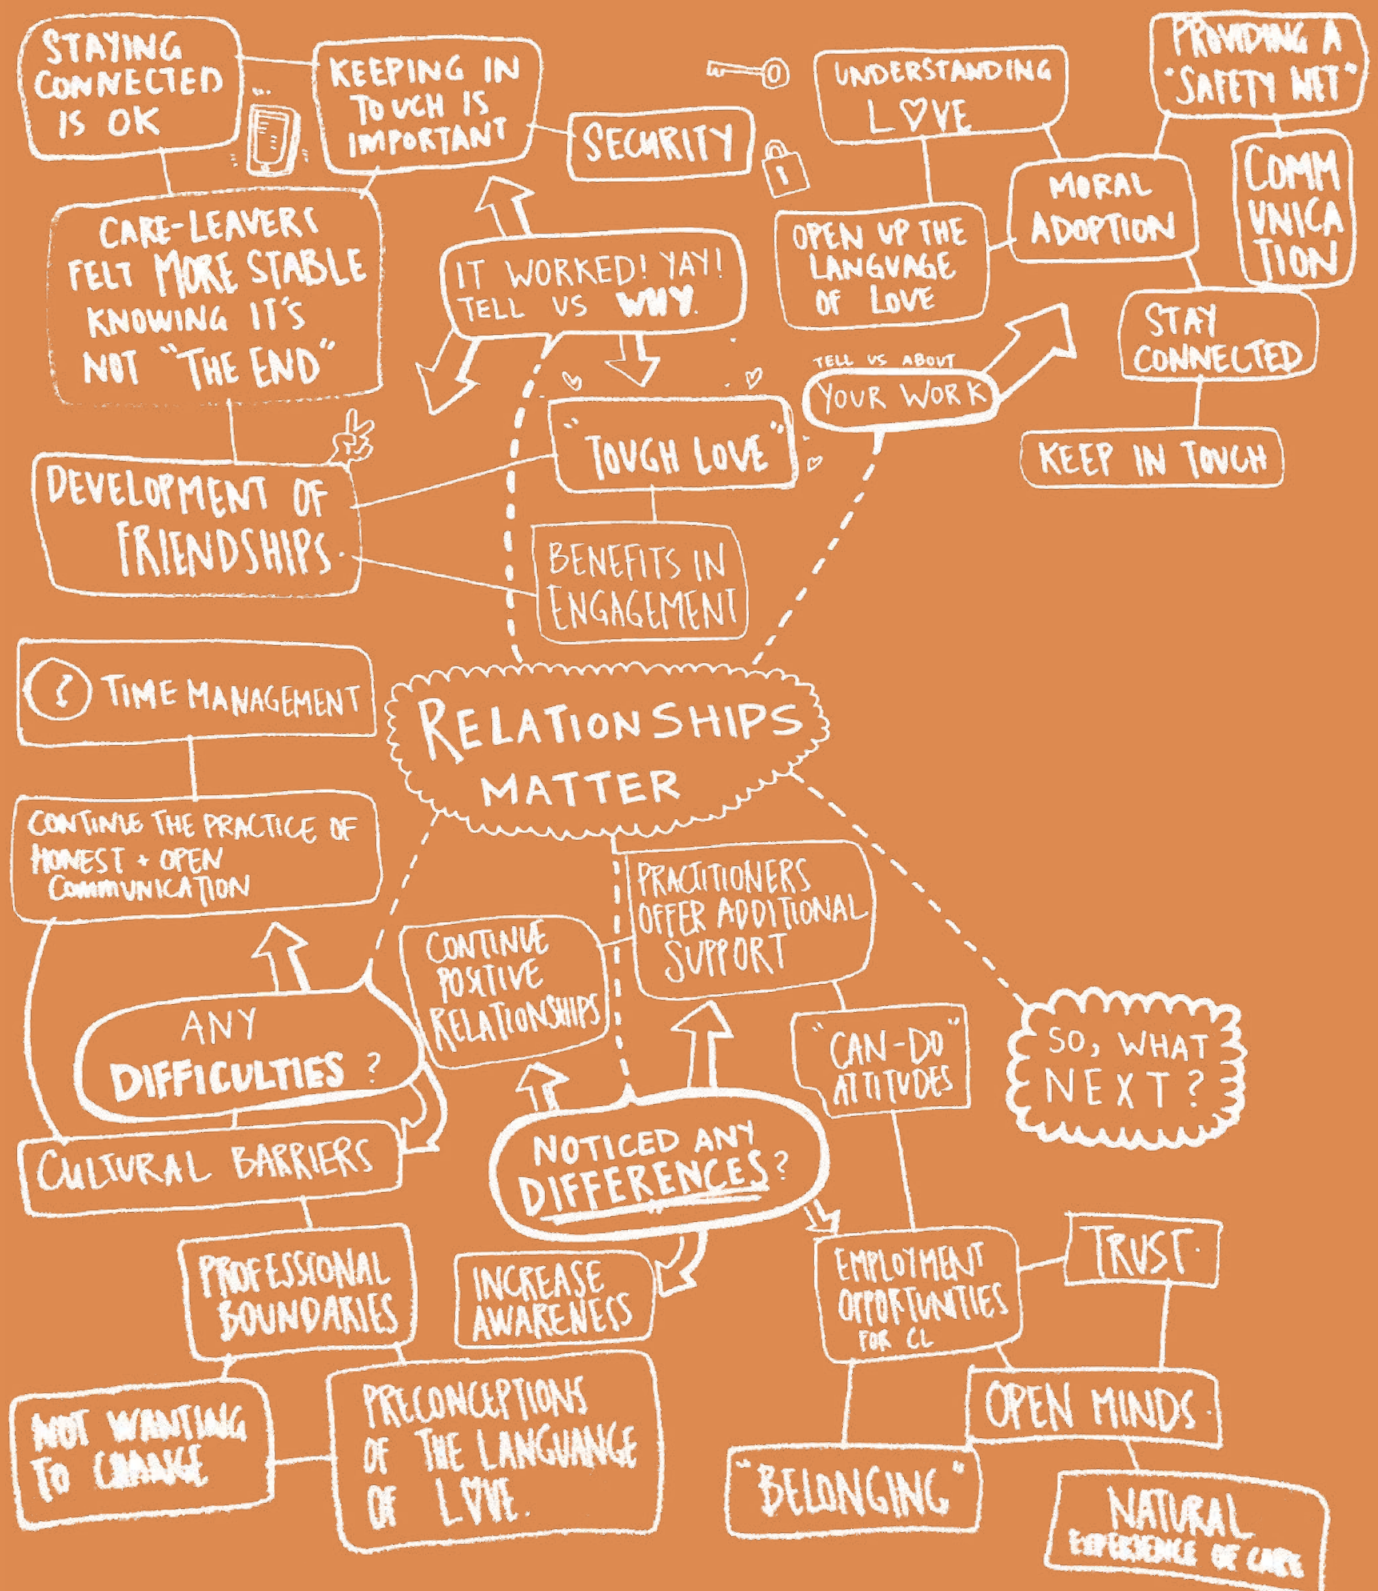 STAYING
CONNECTED
IS OK
KEEPING IN
TOUCH IS
IMPORTANT
SECURITY
CARE-LEAVERS
FELT MORE STABLE
KNOWING IT'S
NOT "THE END"
IT WORKED! YAY!
TELL US WHY.
DEVELOPMENT OF
FRIENDSHIPS.
"TOUGH LOVE"
BENEFITS IN
ENGAGEMENT
UNDERSTANDING
L♡VE
PROVIDING A
"SAFETY NET"
COMM
UNICA
TION
MORAL
ADOPTION
OPEN UP THE
LANGUAGE
OF LOVE
STAY
CONNECTED
KEEP IN TOUCH
TELL US ABOUT
YOUR WORK
RELATIONSHIPS
MATTER
TIME MANAGEMENT
CONTINUE THE PRACTICE OF
HONEST + OPEN
COMMUNICATION
ANY
DIFFICULTIES?
CULTURAL BARRIERS
PROFESSIONAL
BOUNDARIES
NOT WANTING
TO CHANGE
PRECONCEPTIONS
OF THE LANGUANGE
OF L♡VE.
CONTINUE
POSITIVE
RELATIONSHIPS
PRACTITIONERS
OFFER ADDITIONAL
SUPPORT
"CAN-DO"
ATTITUDES
NOTICED ANY
DIFFERENCES?
INCREASE
AWARENESS
EMPLOYMENT
OPPORTUNITIES
FOR CL
TRUST.
OPEN MINDS.
"BELONGING"
NATURAL
EXPERIENCE OF CARE
SO, WHAT
NEXT?